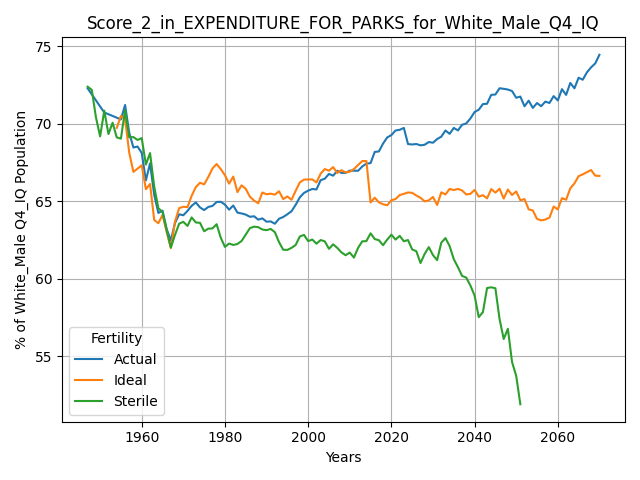 Score_2_in_EXPENDITURE_FOR_PARKS_for_White_Male_Q4_IQ
% of White_Male Q4_IQ Population
75
70
65
60
55
Fertility
Actual
Ideal
Sterile
1960 1980 2000 2020 2040 2060
Years